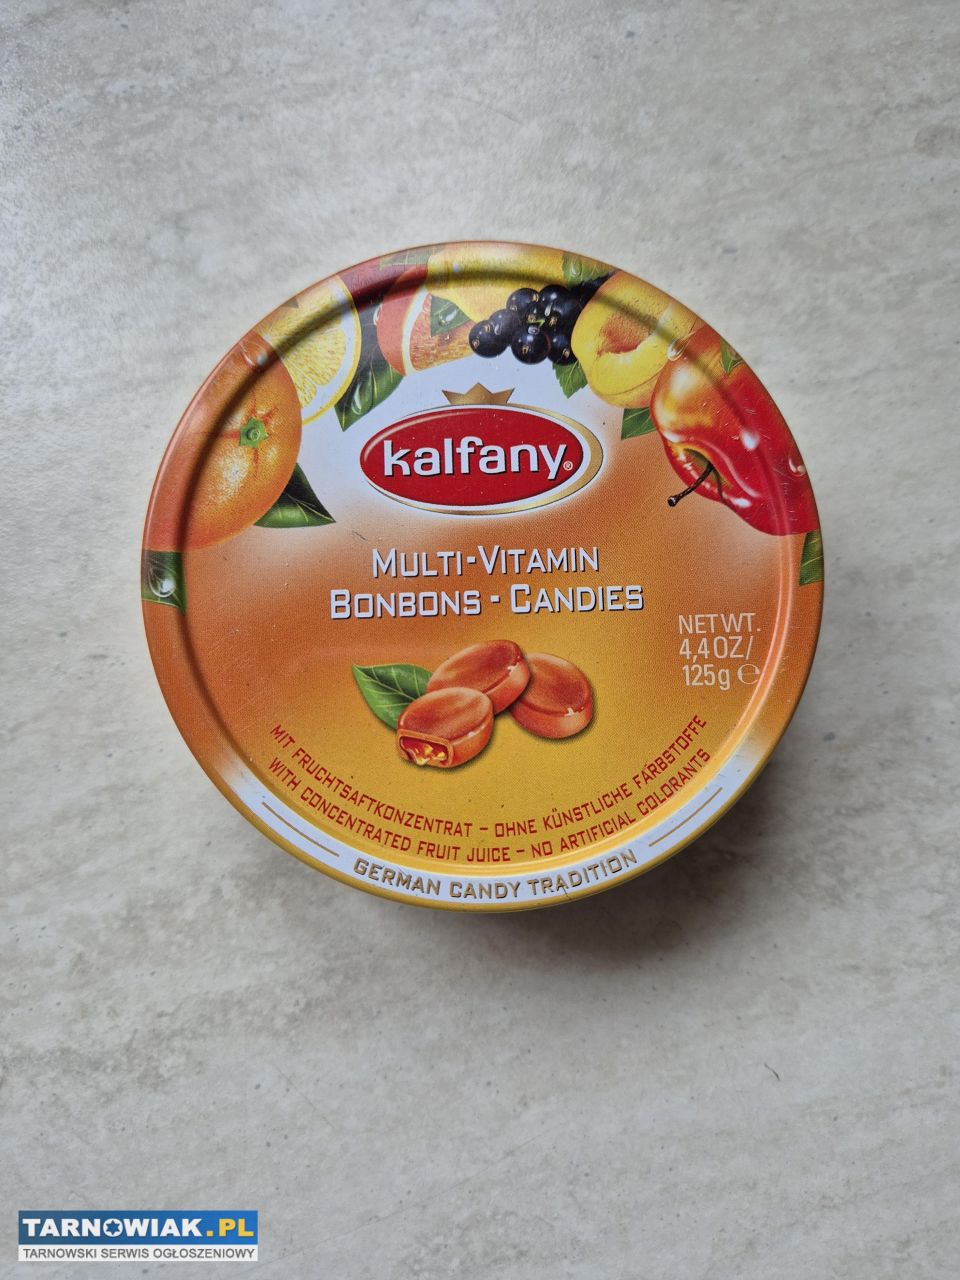 kalfany®
MULTI-VITAMIN
BONBONS - CANDIES
NET WT.
4,4 OZ/
125g ℮
MIT FRUCHTSAFTKONZENTRAT – OHNE KÜNSTLICHE FARBSTOFFE
WITH CONCENTRATED FRUIT JUICE – NO ARTIFICIAL COLORANTS
GERMAN CANDY TRADITION
TARNOWIAK.PL
TARNOWSKI SERWIS OGŁOSZENIOWY